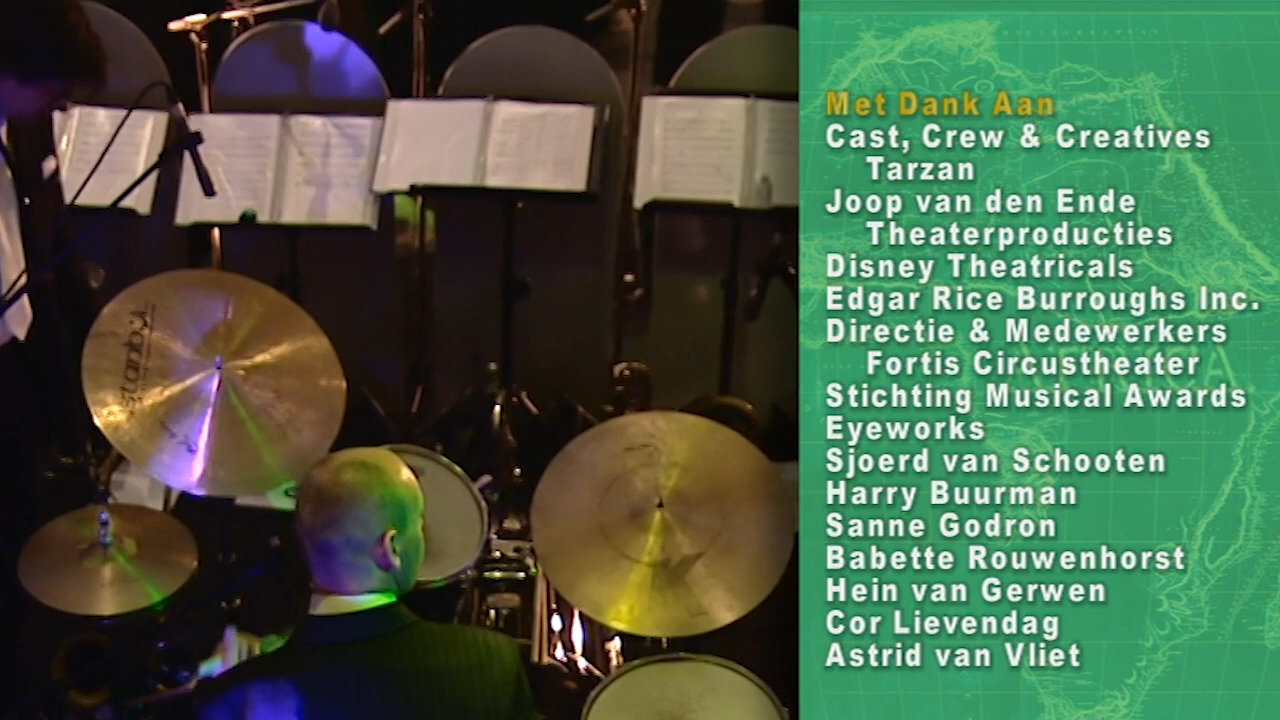 istanbul
Met Dank Aan
Cast, Crew & Creatives
Tarzan
Joop van den Ende
Theaterproducties
Disney Theatricals
Edgar Rice Burroughs Inc.
Directie & Medewerkers
Fortis Circustheater
Stichting Musical Awards
Eyeworks
Sjoerd van Schooten
Harry Buurman
Sanne Godron
Babette Rouwenhorst
Hein van Gerwen
Cor Lievendag
Astrid van Vliet